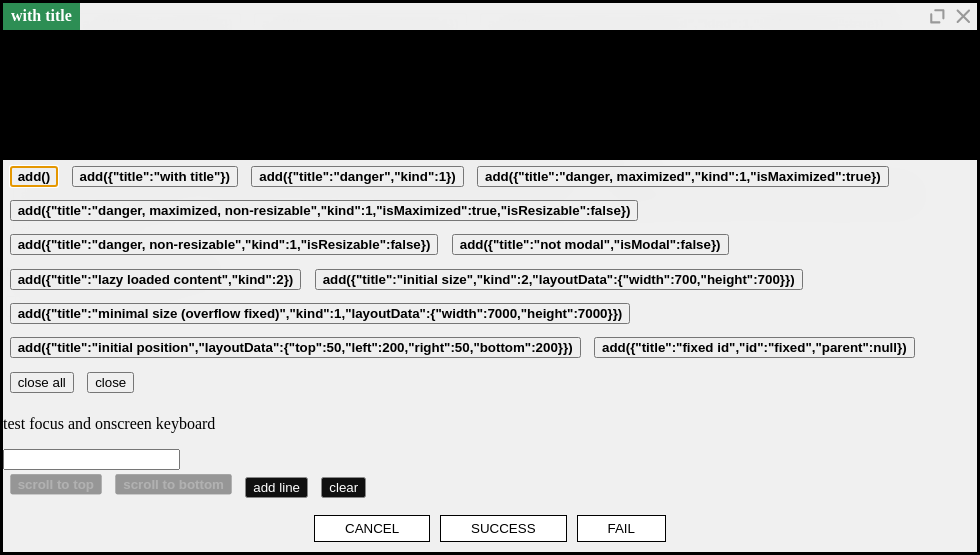 with title
add() add({"title":"with title"}) add({"title":"danger","kind":1}) add({"title":"danger, maximized","kind":1,"isMaximized":true})
add({"title":"danger, maximized, non-resizable","kind":1,"isMaximized":true,"isResizable":false})
add({"title":"danger, non-resizable","kind":1,"isResizable":false}) add({"title":"not modal","isModal":false})
add({"title":"lazy loaded content","kind":2}) add({"title":"initial size","kind":2,"layoutData":{"width":700,"height":700}})
add({"title":"minimal size (overflow fixed)","kind":1,"layoutData":{"width":7000,"height":7000}})
add({"title":"initial position","layoutData":{"top":50,"left":200,"right":50,"bottom":200}}) add({"title":"fixed id","id":"fixed","parent":null})
close all close
test focus and onscreen keyboard
scroll to top scroll to bottom add line clear
CANCEL SUCCESS FAIL